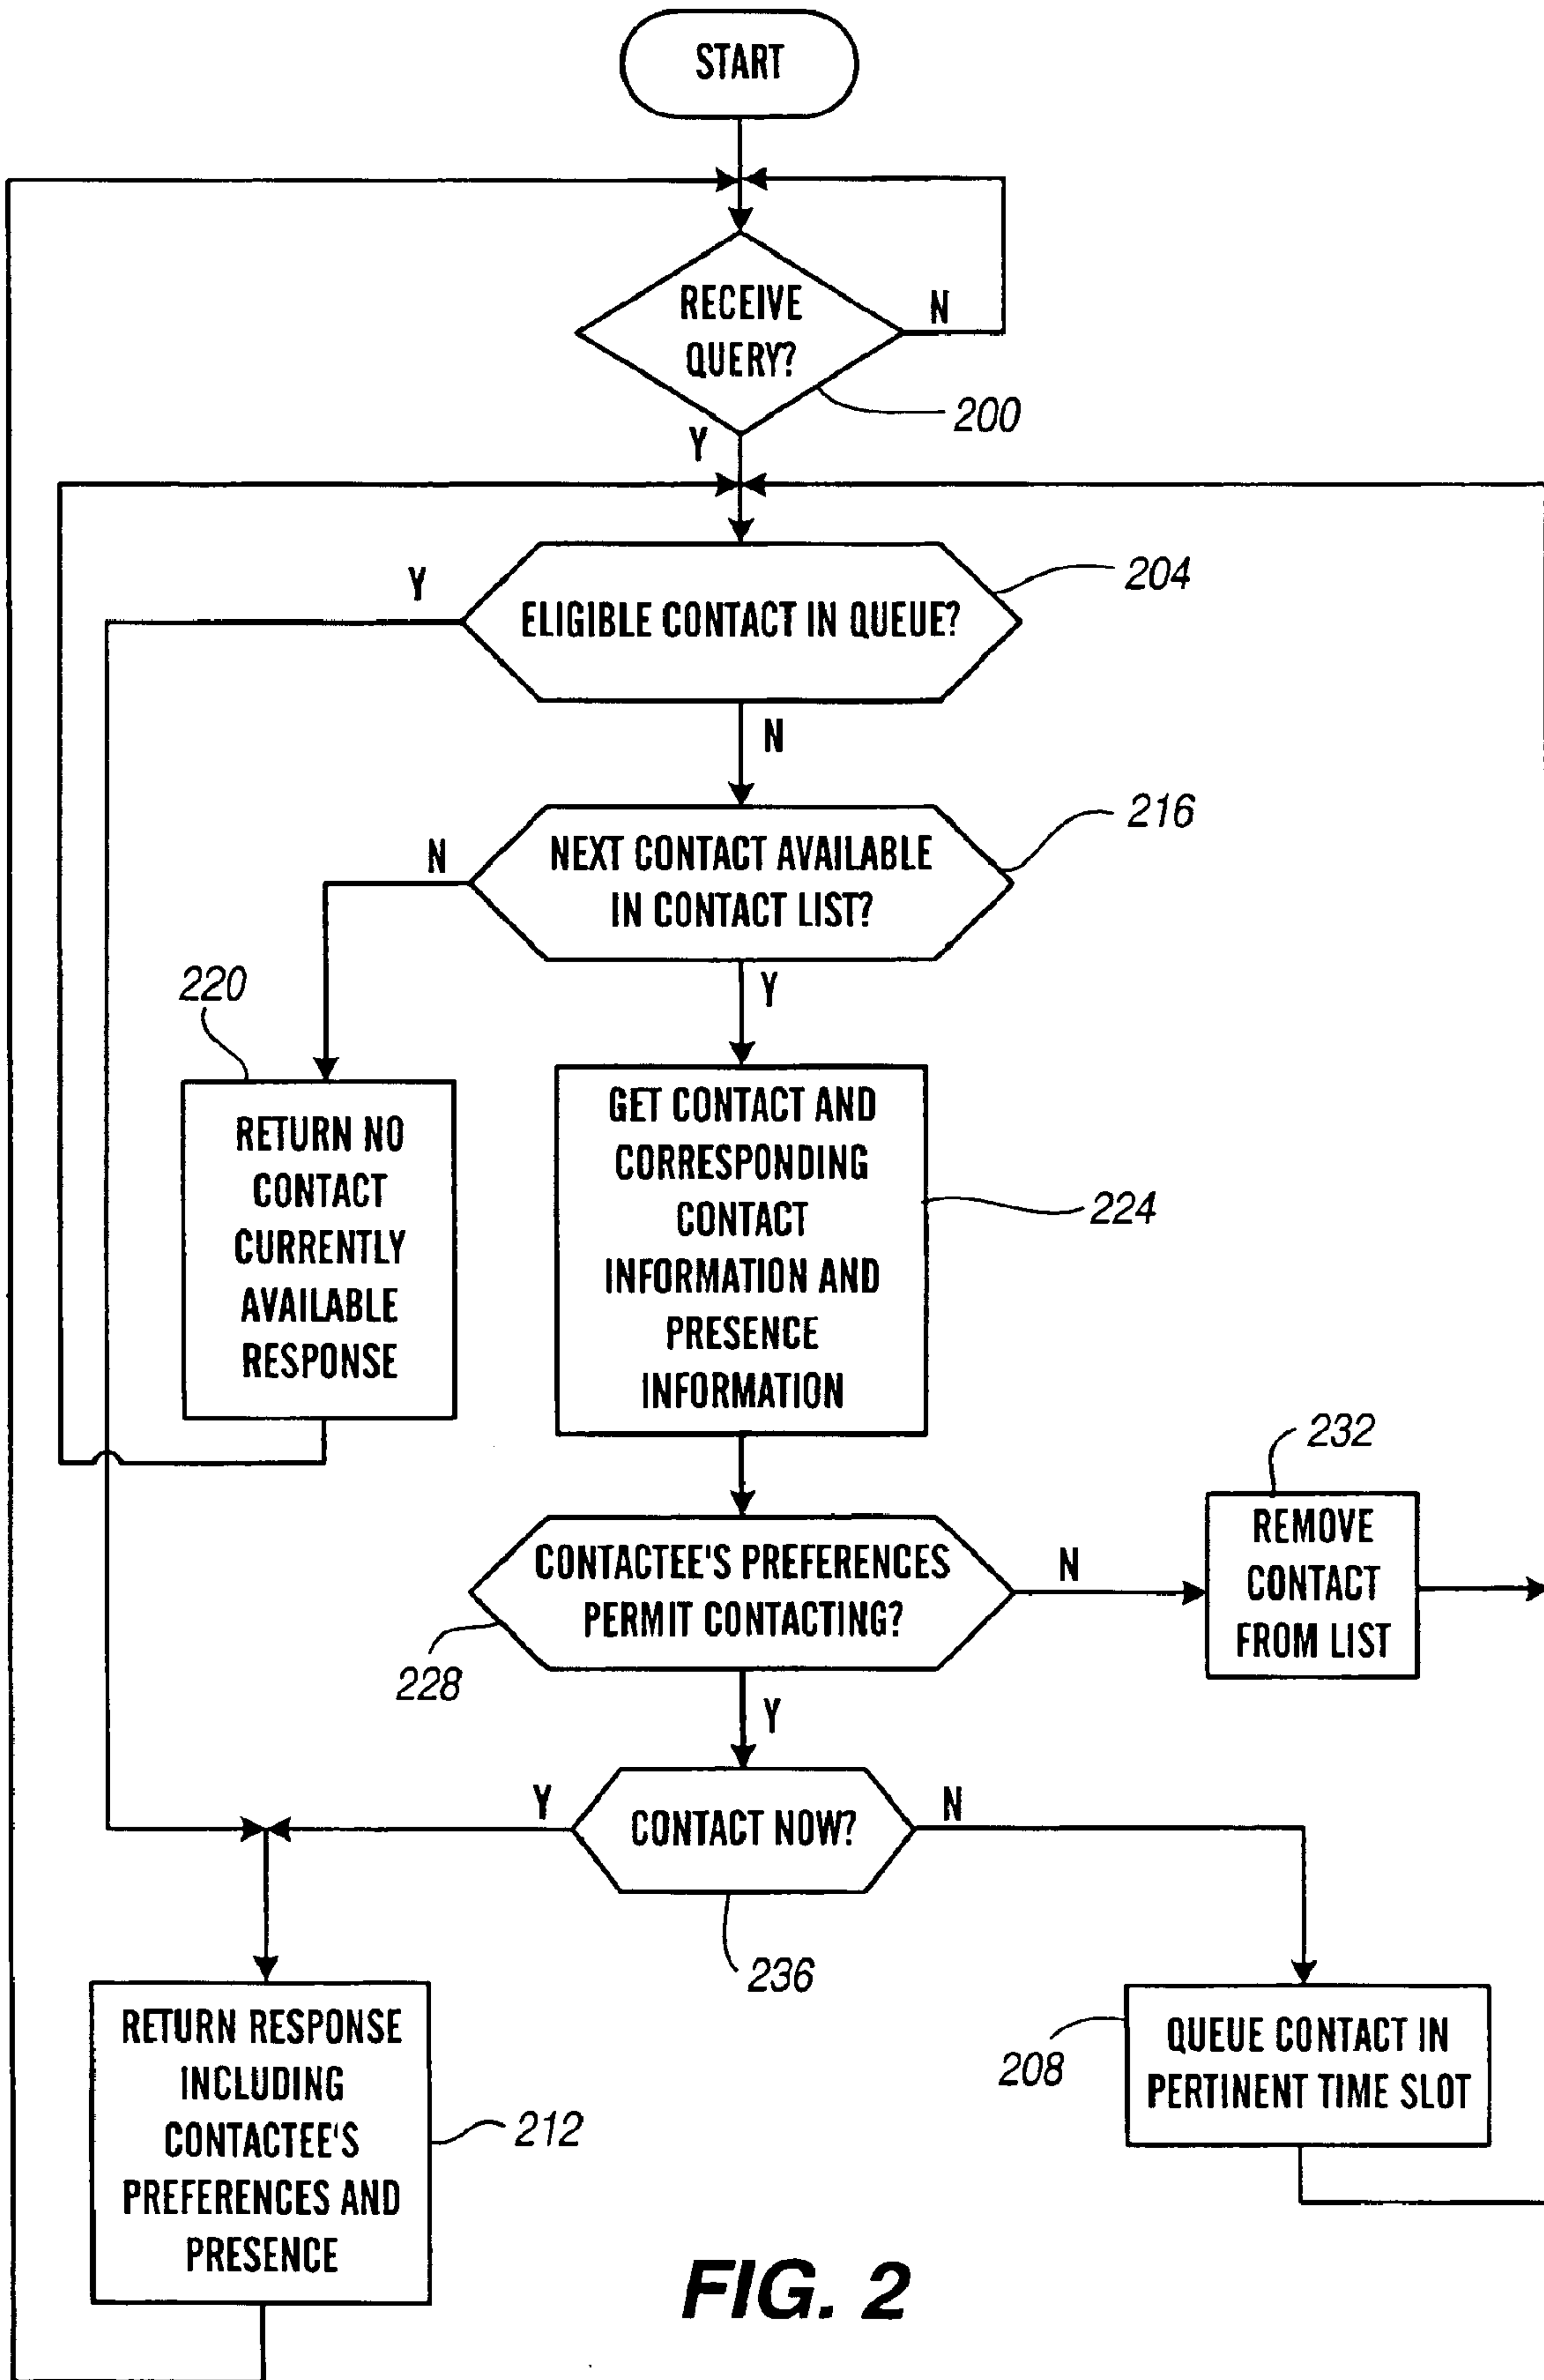 START
RECEIVE
QUERY?
N
200
Y
204
Y
ELIGIBLE CONTACT IN QUEUE?
N
216
N
NEXT CONTACT AVAILABLE
IN CONTACT LIST?
Y
220
RETURN NO
CONTACT
CURRENTLY
AVAILABLE
RESPONSE
GET CONTACT AND
CORRESPONDING
CONTACT
INFORMATION AND
PRESENCE
INFORMATION
224
CONTACTEE'S PREFERENCES
PERMIT CONTACTING?
228
N
232
REMOVE
CONTACT
FROM LIST
Y
Y
CONTACT NOW?
N
236
RETURN RESPONSE
INCLUDING
CONTACTEE'S
PREFERENCES AND
PRESENCE
212
208
QUEUE CONTACT IN
PERTINENT TIME SLOT
FIG. 2